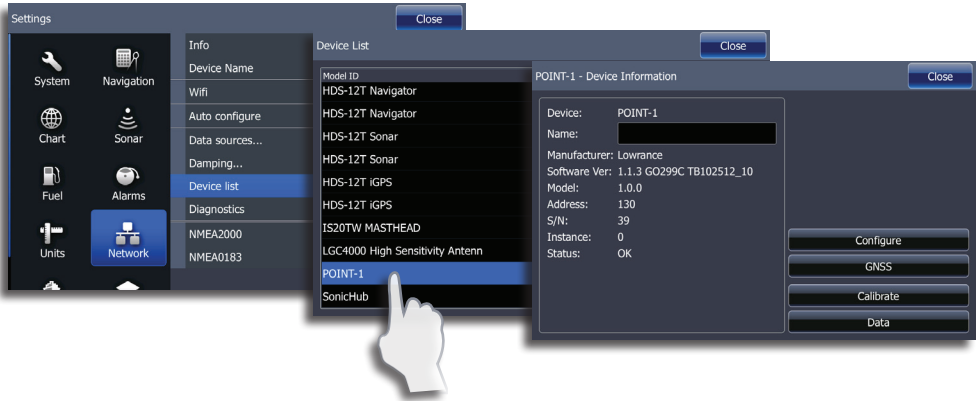 Settings
Close
System
Navigation
Chart
Sonar
Fuel
Alarms
Units
Network
Info
Device Name
Wifi
Auto configure
Data sources...
Damping...
Device list
Diagnostics
NMEA2000
NMEA0183
Device List
Close
Model ID
HDS-12T Navigator
HDS-12T Navigator
HDS-12T Sonar
HDS-12T Sonar
HDS-12T iGPS
HDS-12T iGPS
IS20TW MASTHEAD
LGC4000 High Sensitivity Antenn
POINT-1
SonicHub
POINT-1 - Device Information
Close
Device: POINT-1
Name:
Manufacturer: Lowrance
Software Ver: 1.1.3 GO299C TB102512_10
Model: 1.0.0
Address: 130
S/N: 39
Instance: 0
Status: OK
Configure
GNSS
Calibrate
Data